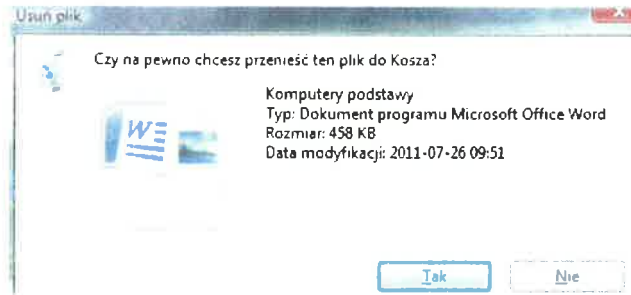 Usuń plik
Czy na pewno chcesz przenieść ten plik do Kosza?
Komputery podstawy
Typ: Dokument programu Microsoft Office Word
Rozmiar: 458 KB
Data modyfikacji: 2011-07-26 09:51
W
Tak
Nie